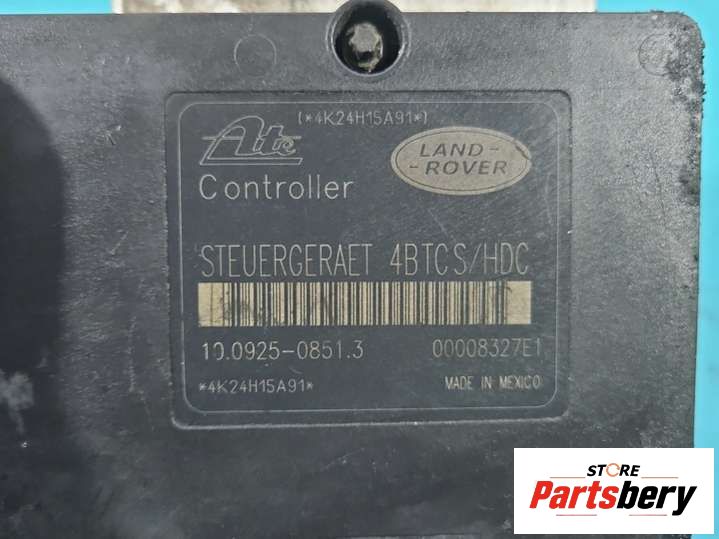 (*4K24H15A91*)
Ate
LAND-
-ROVER
Controller
STEUERGERAET 4BTCS/HDC
10.0925-0851.3 00008327E1
*4K24H15A91* MADE IN MEXICO
STORE
Partsbery